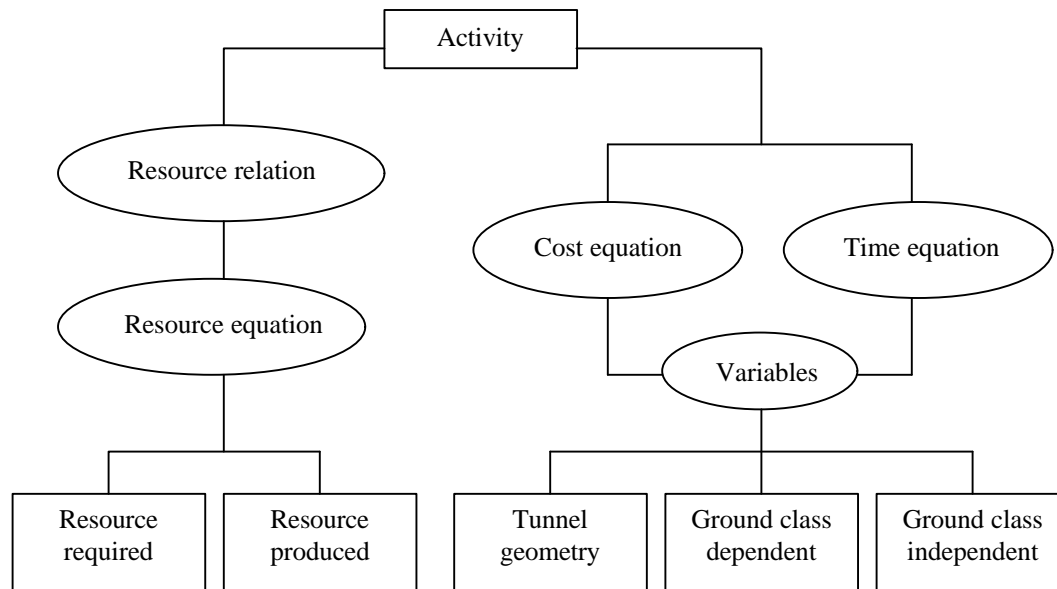 Activity
Resource relation
Cost equation
Time equation
Resource equation
Variables
Resource
required
Resource
produced
Tunnel
geometry
Ground class
dependent
Ground class
independent